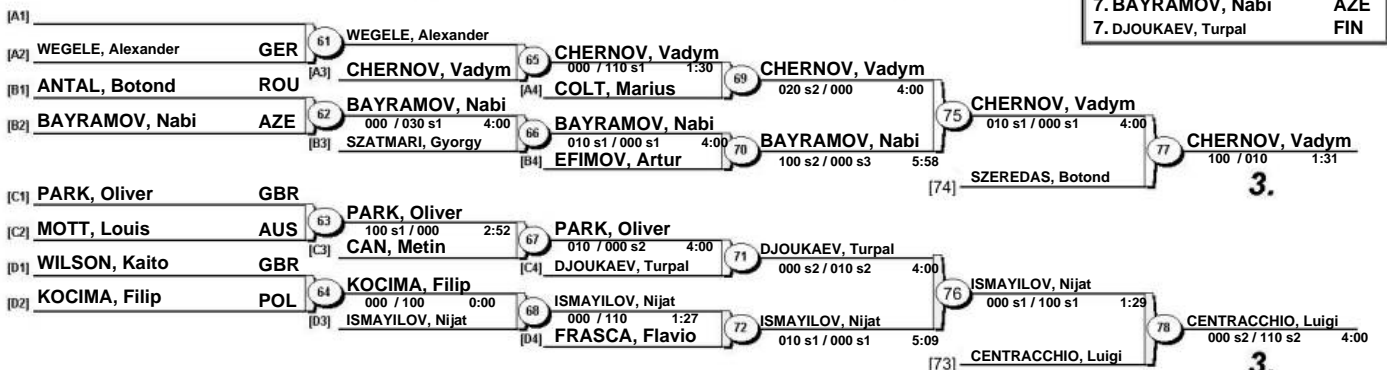 7. BAYRAMOV, Nabi AZE
7. DJOUKAEV, Turpal FIN
[A1]
[A2] WEGELE, Alexander GER
[B1] ANTAL, Botond ROU
[B2] BAYRAMOV, Nabi AZE
[C1] PARK, Oliver GBR
[C2] MOTT, Louis AUS
[D1] WILSON, Kaito GBR
[D2] KOCIMA, Filip POL
61 WEGELE, Alexander
[A3] CHERNOV, Vadym
62 BAYRAMOV, Nabi
000 / 030 s1 4:00
[B3] SZATMARI, Gyorgy
63 PARK, Oliver
100 s1 / 000 2:52
[C3] CAN, Metin
64 KOCIMA, Filip
000 / 100 0:00
[D3] ISMAYILOV, Nijat
65 CHERNOV, Vadym
000 / 110 s1 1:30
[A4] COLT, Marius
66 BAYRAMOV, Nabi
010 s1 / 000 s1 4:00
[B4] EFIMOV, Artur
67 PARK, Oliver
010 / 000 s2 4:00
[C4] DJOUKAEV, Turpal
68 ISMAYILOV, Nijat
000 / 110 1:27
[D4] FRASCA, Flavio
69 CHERNOV, Vadym
020 s2 / 000 4:00
70 BAYRAMOV, Nabi
100 s2 / 000 s3 5:58
71 DJOUKAEV, Turpal
000 s2 / 010 s2 4:00
72 ISMAYILOV, Nijat
010 s1 / 000 s1 5:09
75 CHERNOV, Vadym
010 s1 / 000 s1 4:00
[74] SZEREDAS, Botond
76 ISMAYILOV, Nijat
000 s1 / 100 s1 1:29
[73] CENTRACCHIO, Luigi
77 CHERNOV, Vadym
100 / 010 1:31
3.
78 CENTRACCHIO, Luigi
000 s2 / 110 s2 4:00
3.